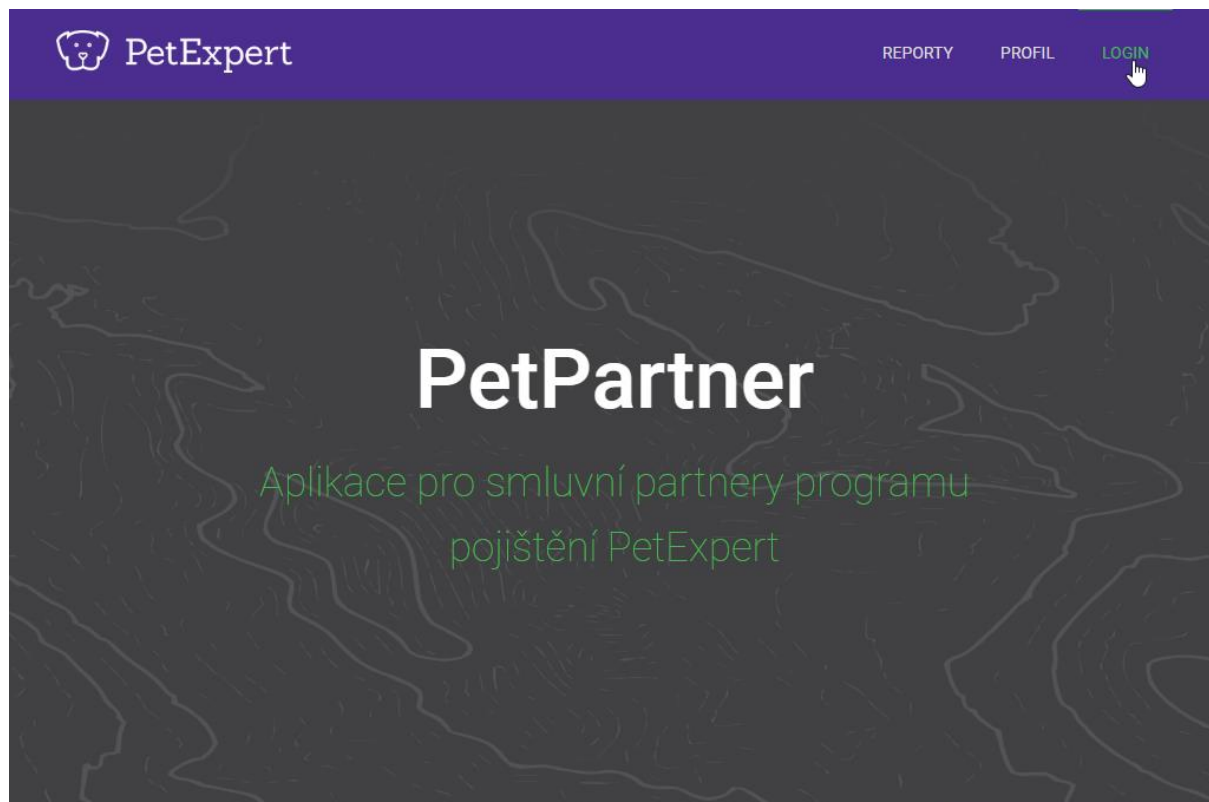 PetExpert
REPORTY PROFIL LOGIN
PetPartner
Aplikace pro smluvní partnery programu
pojištění PetExpert